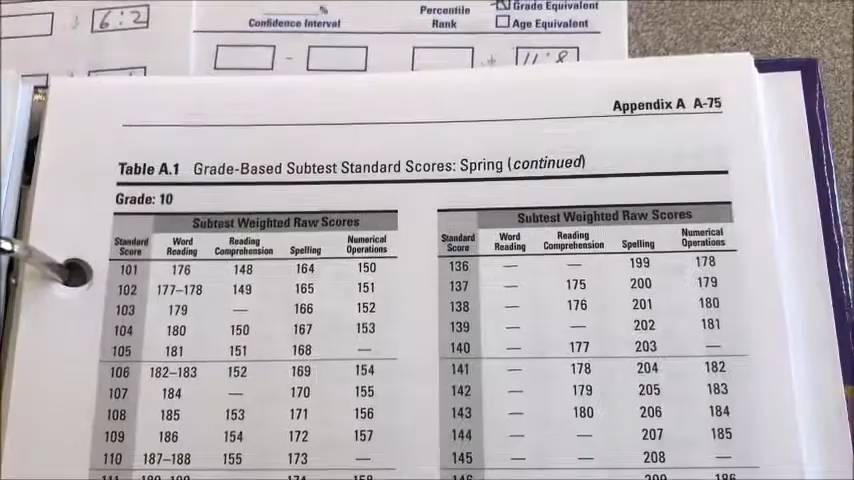 6:2
%
Confidence Interval
Percentile
Rank
Grade Equivalent
Age Equivalent
-
11:8
Appendix A A-75
Table A.1 Grade-Based Subtest Standard Scores: Spring (continued)
Grade: 10
Subtest Weighted Raw Scores
Standard Score Word Reading Reading Comprehension Spelling Numerical Operations
101 176 148 164 150
102 177–178 149 165 151
103 179 — 166 152
104 180 150 167 153
105 181 151 168 —
106 182–183 152 169 154
107 184 — 170 155
108 185 153 171 156
109 186 154 172 157
110 187–188 155 173 —
Subtest Weighted Raw Scores
Standard Score Word Reading Reading Comprehension Spelling Numerical Operations
136 — — 199 178
137 — 175 200 179
138 — 176 201 180
139 — — 202 181
140 — 177 203 —
141 — 178 204 182
142 — 179 205 183
143 — 180 206 184
144 — — 207 185
145 — — 208 —